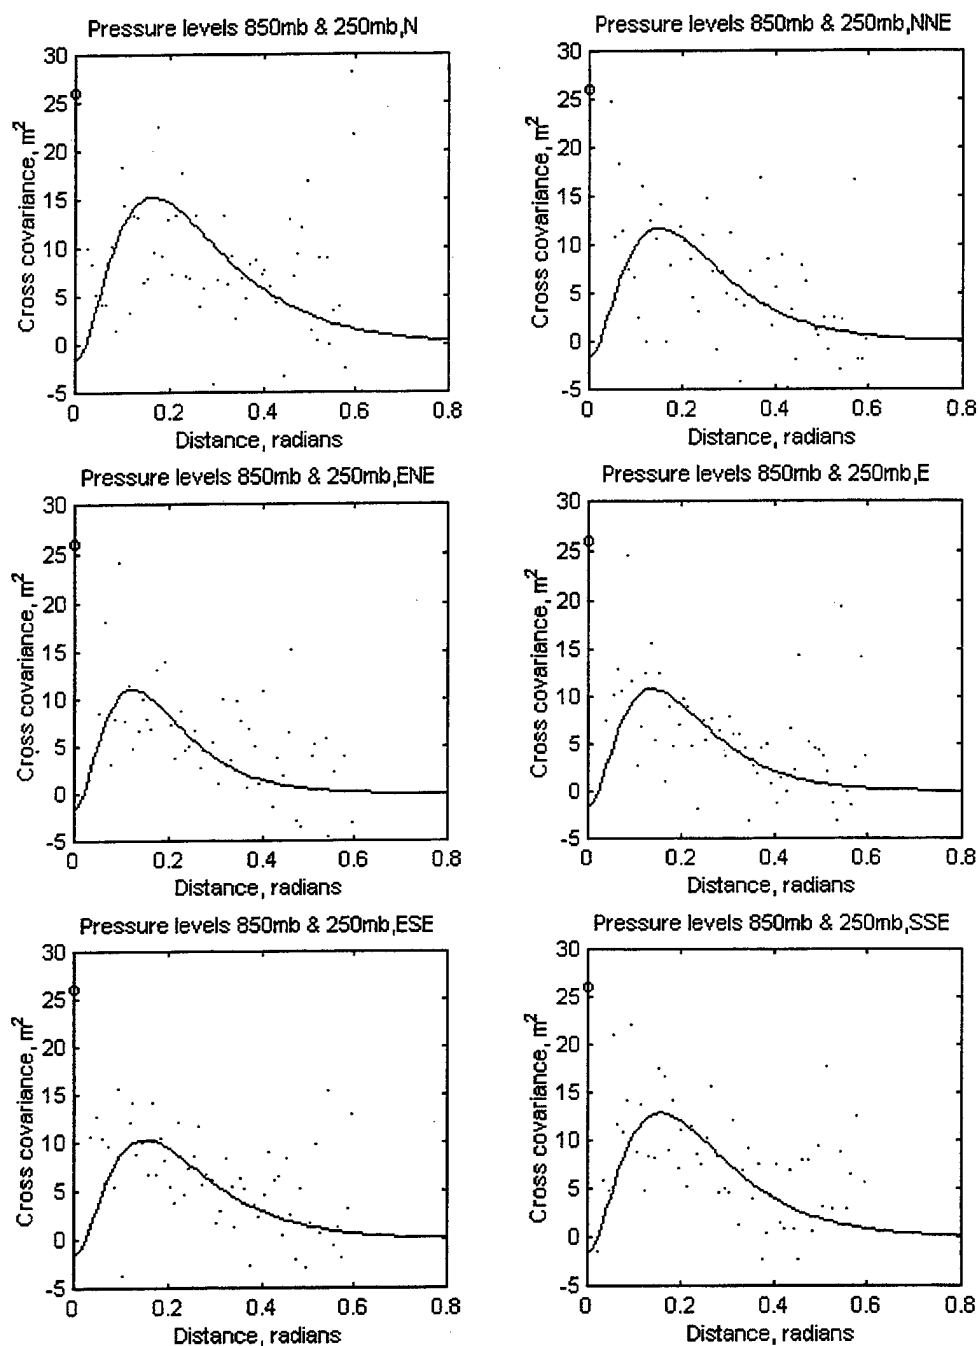 Pressure levels 850mb & 250mb,N
30
25
20
15
10
5
0
-5
Cross covariance, m²
0 0.2 0.4 0.6 0.8
Distance, radians
Pressure levels 850mb & 250mb,NNE
30
25
20
15
10
5
0
-5
Cross covariance, m²
0 0.2 0.4 0.6 0.8
Distance, radians
Pressure levels 850mb & 250mb,ENE
30
25
20
15
10
5
0
-5
Cross covariance, m²
0 0.2 0.4 0.6 0.8
Distance, radians
Pressure levels 850mb & 250mb,E
30
25
20
15
10
5
0
-5
Cross covariance, m²
0 0.2 0.4 0.6 0.8
Distance, radians
Pressure levels 850mb & 250mb,ESE
30
25
20
15
10
5
0
-5
Cross covariance, m²
0 0.2 0.4 0.6 0.8
Distance, radians
Pressure levels 850mb & 250mb,SSE
30
25
20
15
10
5
0
-5
Cross covariance, m²
0 0.2 0.4 0.6 0.8
Distance, radians